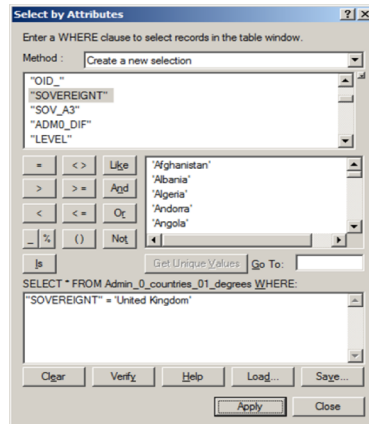 Select by Attributes
Enter a WHERE clause to select records in the table window.
Method : Create a new selection
"OID_"
"SOVEREIGNT"
"SOV_A3"
"ADM0_DIF"
"LEVEL"
= < > Like
> > = And
< < = Or
_ % () Not
Is
'Afghanistan'
'Albania'
'Algeria'
'Andorra'
'Angola'
Get Unique Values Go To:
SELECT * FROM Admin_0_countries_01_degrees WHERE:
"SOVEREIGNT" = 'United Kingdom'
Clear Verify Help Load... Save...
Apply Close